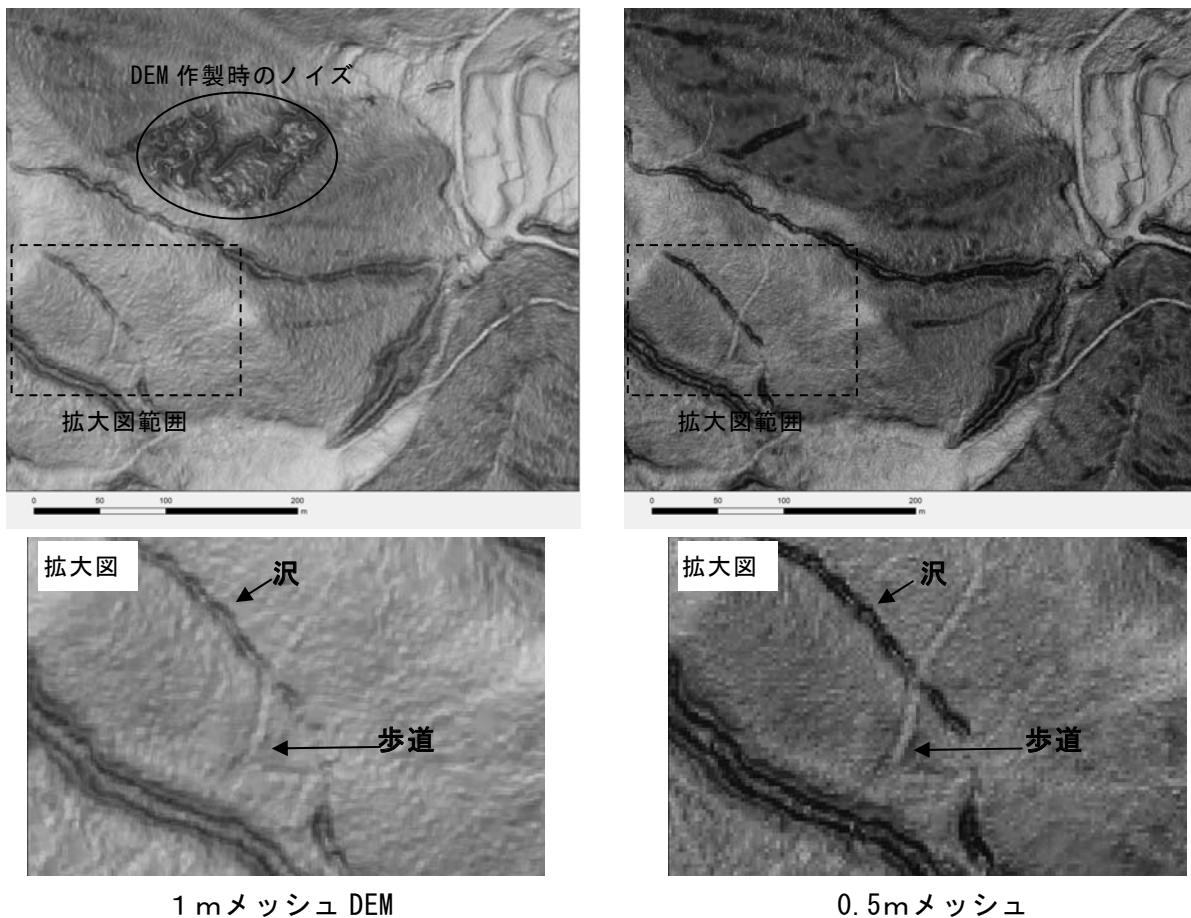 DEM 作製時のノイズ
拡大図範囲
拡大図範囲
0 50 100 200
m
0 50 100 200
m
拡大図
沢
歩道
拡大図
沢
歩道
1ｍメッシュ DEM
0.5mメッシュ